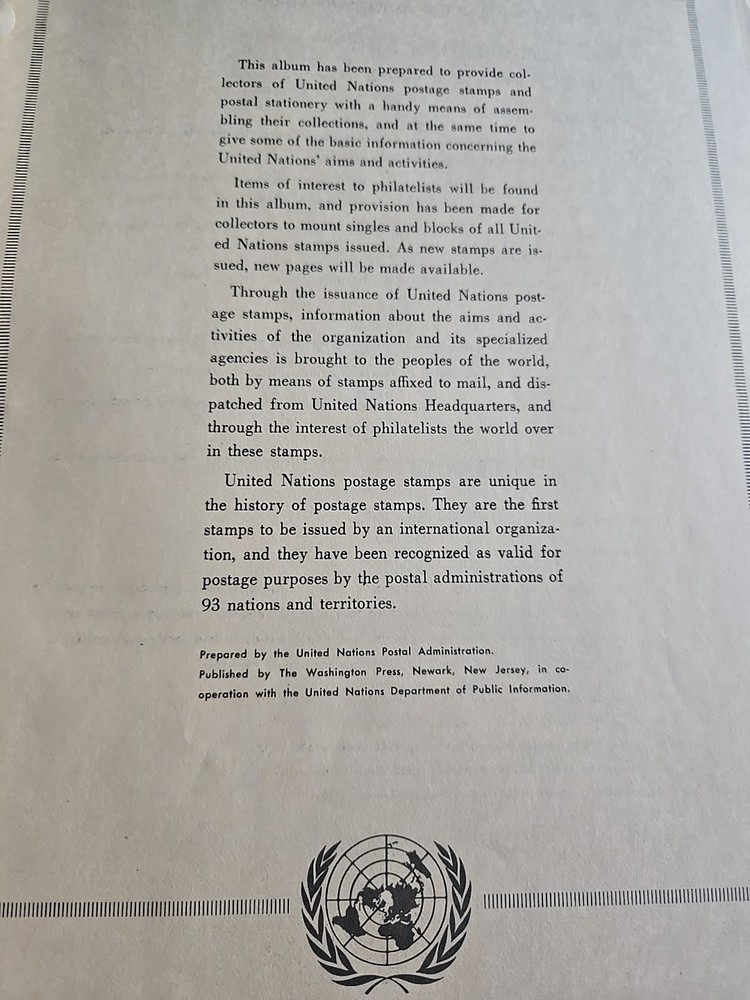 This album has been prepared to provide col-
lectors of United Nations postage stamps and
postal stationery with a handy means of assem-
bling their collections, and at the same time to
give some of the basic information concerning the
United Nations' aims and activities.
Items of interest to philatelists will be found
in this album, and provision has been made for
collectors to mount singles and blocks of all Unit-
ed Nations stamps issued. As new stamps are is-
sued, new pages will be made available.
Through the issuance of United Nations post-
age stamps, information about the aims and ac-
tivities of the organization and its specialized
agencies is brought to the peoples of the world,
both by means of stamps affixed to mail, and dis-
patched from United Nations Headquarters, and
through the interest of philatelists the world over
in these stamps.
United Nations postage stamps are unique in
the history of postage stamps. They are the first
stamps to be issued by an international organiza-
tion, and they have been recognized as valid for
postage purposes by the postal administrations of
93 nations and territories.
Prepared by the United Nations Postal Administration.
Published by The Washington Press, Newark, New Jersey, in co-
operation with the United Nations Department of Public Information.